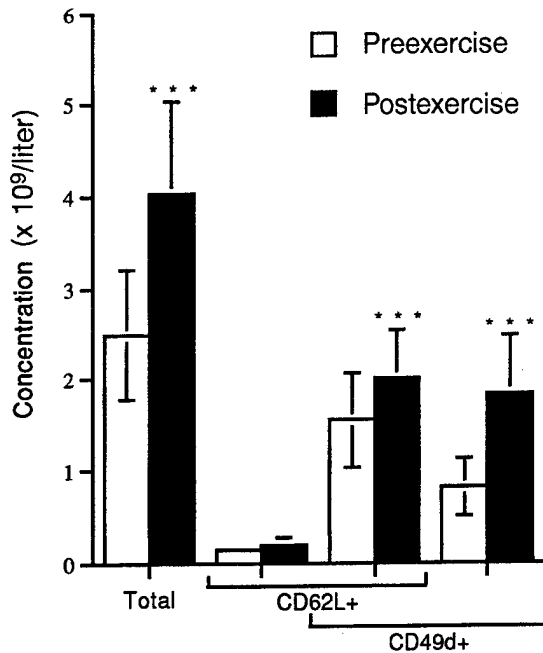 6
Preexercise
* * *
5
Postexercise
4
3
* * *
* * *
2
1
0
Concentration (x 10⁹/liter)
Total
CD62L+
CD49d+